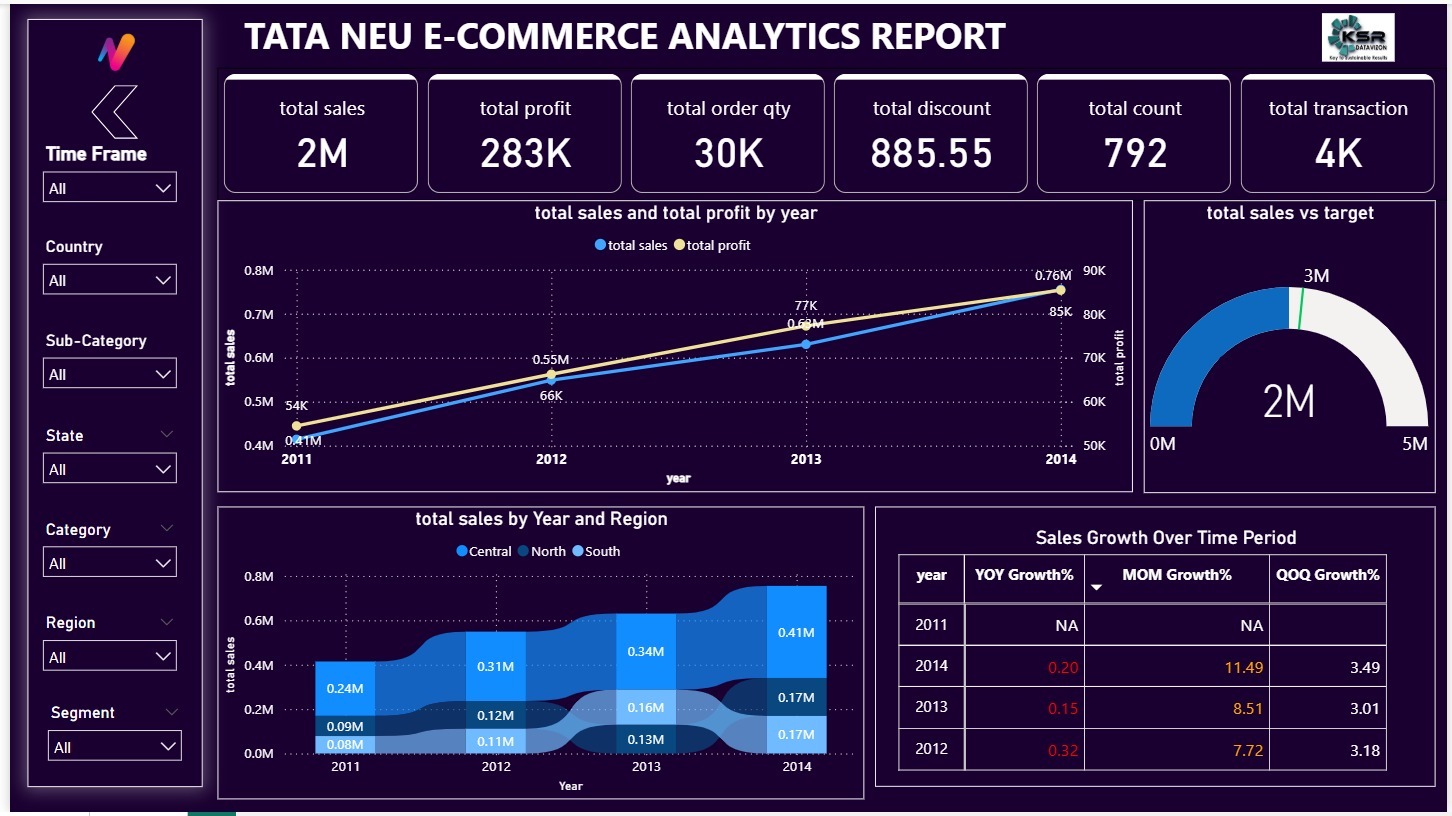 TATA NEU E-COMMERCE ANALYTICS REPORT
KSR
DATAVIZON
Key to Sustainable Results
Time Frame
All
Country
All
Sub-Category
All
State
All
Category
All
Region
All
Segment
All
total sales
2M
total profit
283K
total order qty
30K
total discount
885.55
total count
792
total transaction
4K
total sales and total profit by year
total sales total profit
0.8M
0.7M
0.6M
0.5M
0.4M
total sales
54K
0.41M
0.55M
66K
77K
0.63M
0.76M
85K
90K
80K
70K
60K
50K
total profit
2011 2012 2013 2014
year
total sales vs target
3M
2M
0M 5M
total sales by Year and Region
Central North South
0.8M
0.6M
0.4M
0.2M
0.0M
total sales
0.24M
0.09M
0.08M
0.31M
0.12M
0.11M
0.34M
0.16M
0.13M
0.41M
0.17M
0.17M
2011 2012 2013 2014
Year
Sales Growth Over Time Period
year YOY Growth% MOM Growth% QOQ Growth%
2011 NA NA
2014 0.20 11.49 3.49
2013 0.15 8.51 3.01
2012 0.32 7.72 3.18